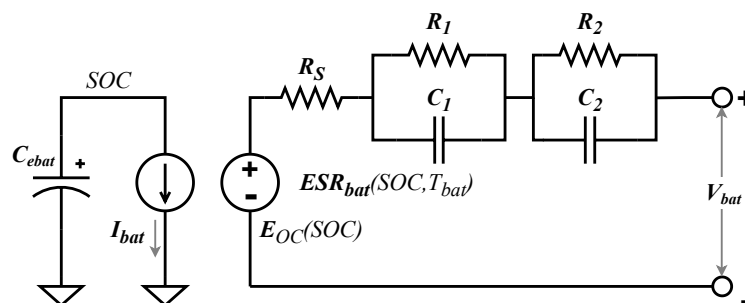 R1 R2
RS
SOC
C1 C2
+
Cebat +
+
ESRbat(SOC,Tbat)
-
Vbat
Ibat
EOC(SOC)
-